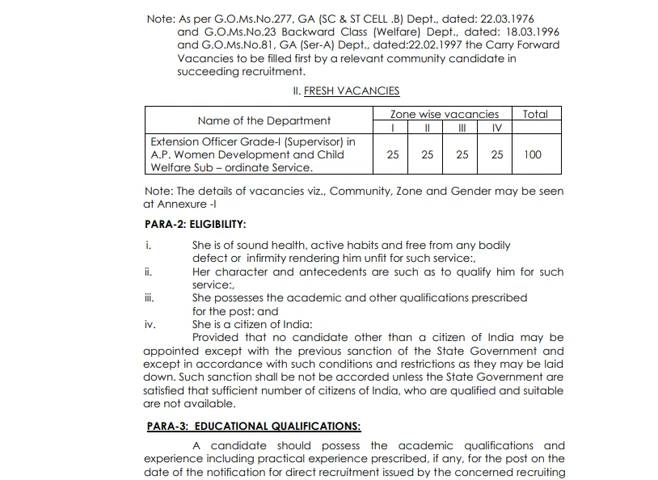 Note: As per G.O.Ms.No.277, GA (SC & ST CELL .B) Dept., dated: 22.03.1976
and G.O.Ms.No.23 Backward Class (Welfare) Dept., dated: 18.03.1996
and G.O.Ms.No.81, GA (Ser-A) Dept., dated:22.02.1997 the Carry Forward
Vacancies to be filled first by a relevant community candidate in
succeeding recruitment.
II. FRESH VACANCIES
Name of the Department Zone wise vacancies Total
I II III IV
Extension Officer Grade-I (Supervisor) in
A.P. Women Development and Child 25 25 25 25 100
Welfare Sub – ordinate Service.
Note: The details of vacancies viz., Community, Zone and Gender may be seen
at Annexure -I
PARA-2: ELIGIBILITY:
i. She is of sound health, active habits and free from any bodily
defect or infirmity rendering him unfit for such service:,
ii. Her character and antecedents are such as to qualify him for such
service:,
iii. She possesses the academic and other qualifications prescribed
for the post: and
iv. She is a citizen of India:
Provided that no candidate other than a citizen of India may be
appointed except with the previous sanction of the State Government and
except in accordance with such conditions and restrictions as they may be laid
down. Such sanction shall be not be accorded unless the State Government are
satisfied that sufficient number of citizens of India, who are qualified and suitable
are not available.
PARA-3: EDUCATIONAL QUALIFICATIONS:
A candidate should possess the academic qualifications and
experience including practical experience prescribed, if any, for the post on the
date of the notification for direct recruitment issued by the concerned recruiting